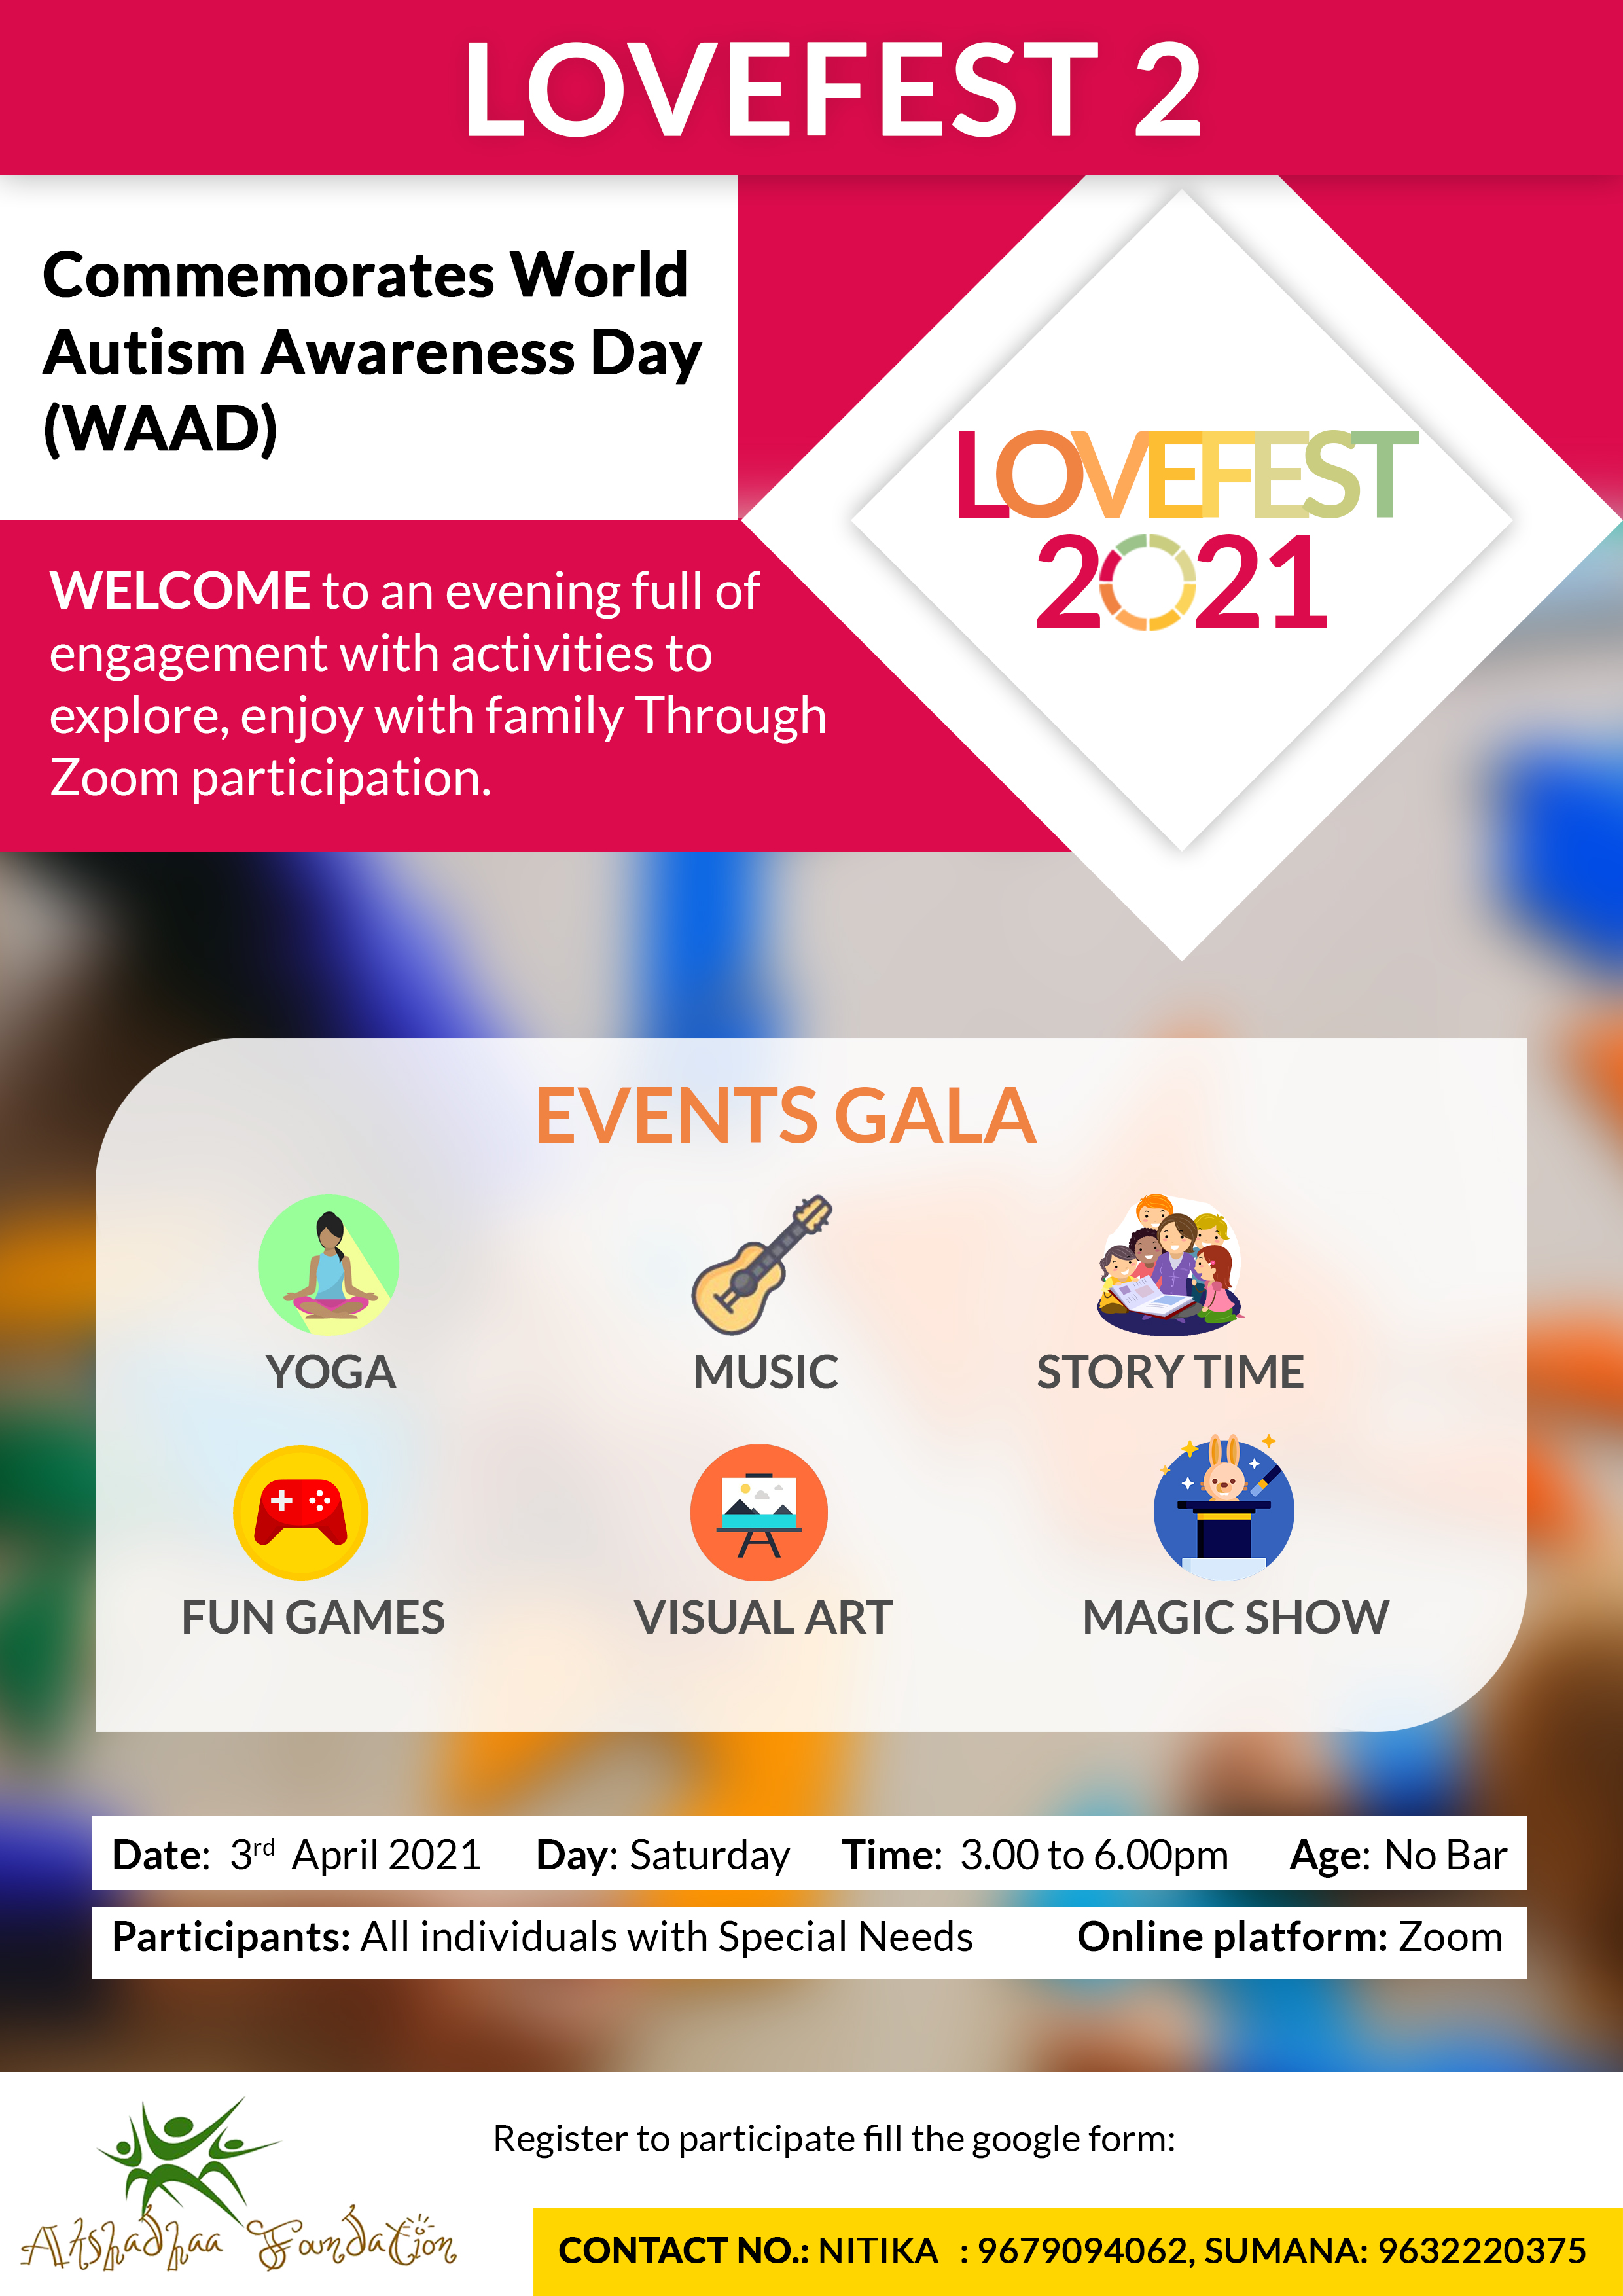 LOVEFEST 2
Commemorates World
Autism Awareness Day
(WAAD)
LOVEFEST
2021
WELCOME to an evening full of
engagement with activities to
explore, enjoy with family Through
Zoom participation.
EVENTS GALA
YOGA
MUSIC
STORY TIME
FUN GAMES
VISUAL ART
MAGIC SHOW
Date: 3rd April 2021 Day: Saturday Time: 3.00 to 6.00pm Age: No Bar
Participants: All individuals with Special Needs Online platform: Zoom
Register to participate fill the google form:
Altshadhaa Foundation
CONTACT NO.: NITIKA : 9679094062, SUMANA: 9632220375